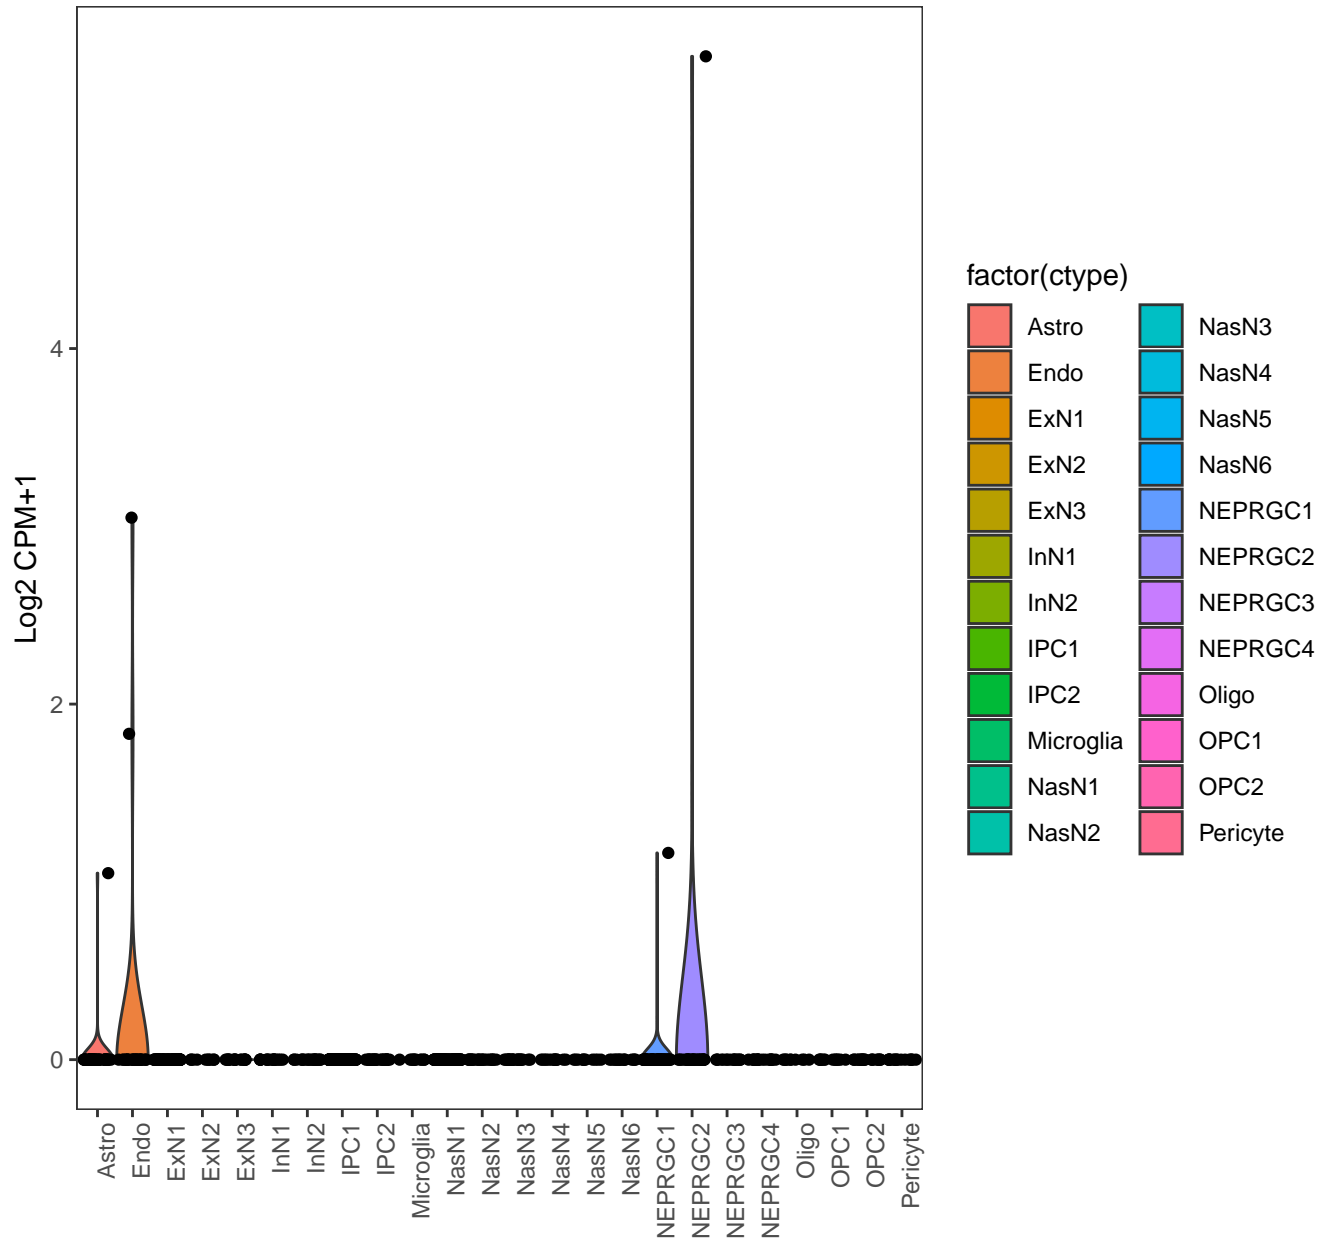 Log2 CPM+1
4
2
0
Astro
Endo
ExN1
ExN2
ExN3
InN1
InN2
IPC1
IPC2
Microglia
NasN1
NasN2
NasN3
NasN4
NasN5
NasN6
NEPRGC1
NEPRGC2
NEPRGC3
NEPRGC4
Oligo
OPC1
OPC2
Pericyte
factor(ctype)
Astro
Endo
ExN1
ExN2
ExN3
InN1
InN2
IPC1
IPC2
Microglia
NasN1
NasN2
NasN3
NasN4
NasN5
NasN6
NEPRGC1
NEPRGC2
NEPRGC3
NEPRGC4
Oligo
OPC1
OPC2
Pericyte